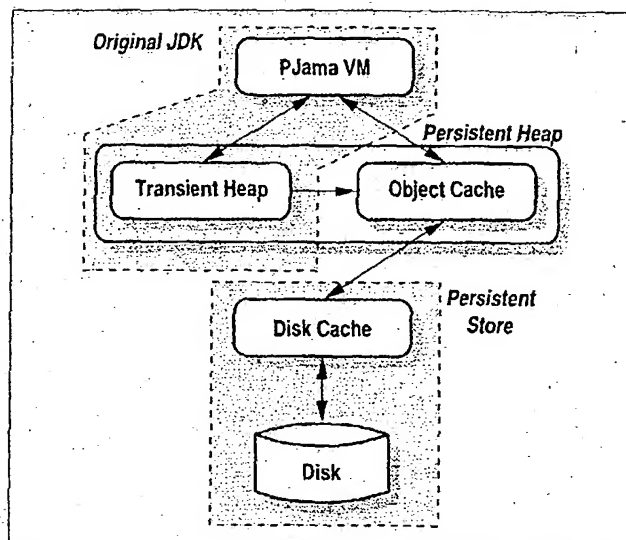 Original JDK
PJama VM
Persistent Heap
Transient Heap
Object Cache
Persistent
Store
Disk Cache
Disk